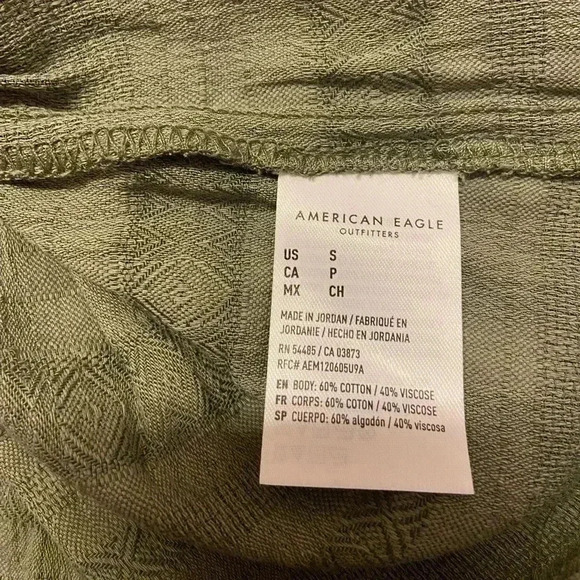 AMERICAN EAGLE
OUTFITTERS
US S
CA P
MX CH
MADE IN JORDAN / FABRIQUÉ EN
JORDANIE / HECHO EN JORDANIA
RN 54485 / CA 03873
RFC# AEM120605U9A
EN BODY: 60% COTTON / 40% VISCOSE
FR CORPS: 60% COTON / 40% VISCOSE
SP CUERPO: 60% algodón / 40% viscosa